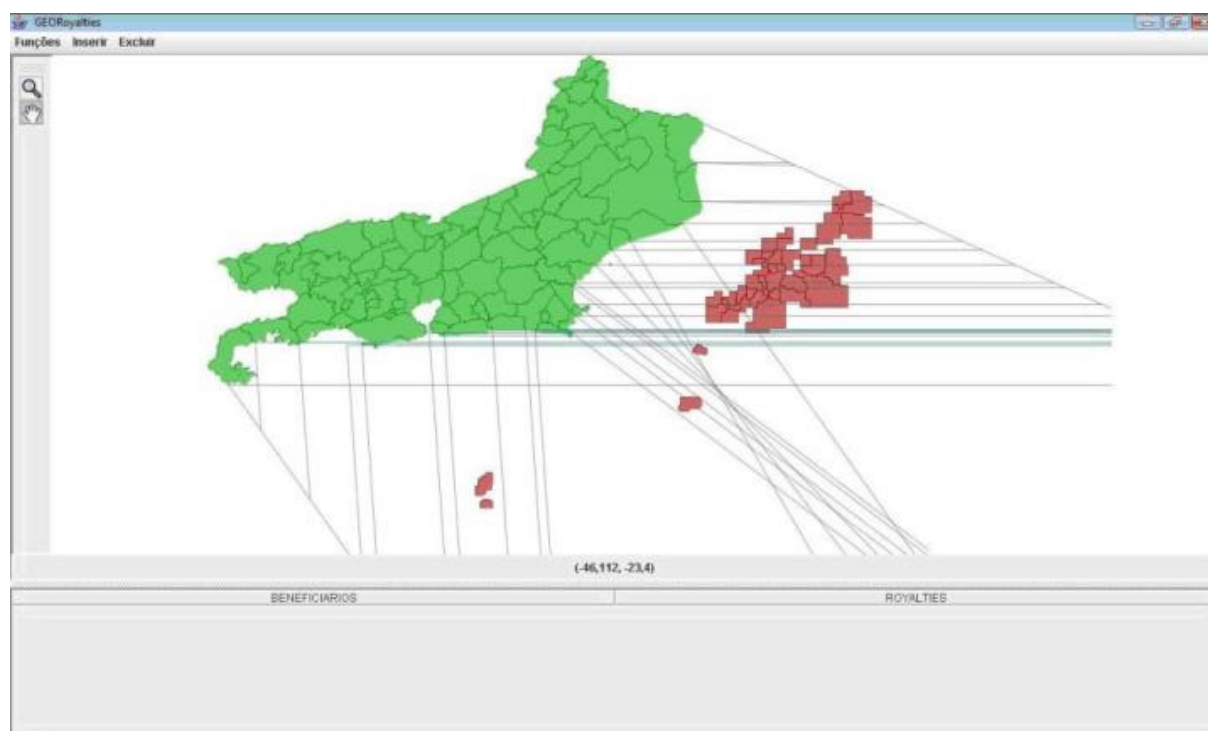 GEORoyalties
Funções Inserir Excluir
(-46,112, -23,4)
BENEFICIARIOS ROYALTIES